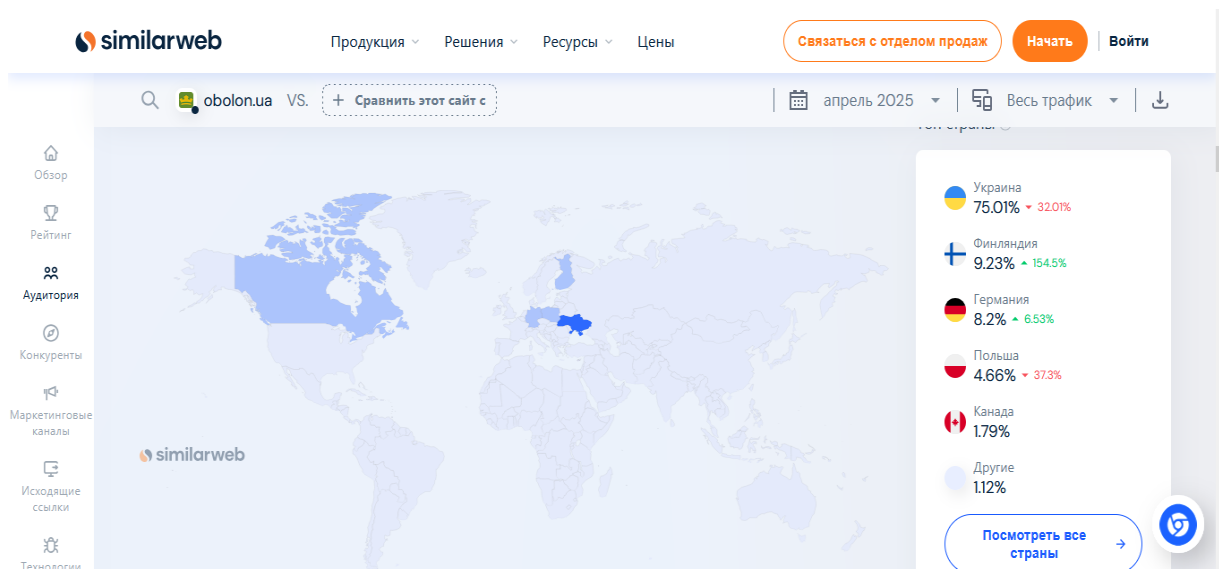 similarweb
Продукция
Решения
Ресурсы
Цены
Связаться с отделом продаж
Начать
Войти
obolon.ua
VS.
+ Сравнить этот сайт с
апрель 2025
Весь трафик
Топ страны
Обзор
Рейтинг
Аудитория
Конкуренты
Маркетинговые
каналы
Исходящие
ссылки
Технологии
similarweb
Украина
75.01% 32.01%
Финляндия
9.23% 154.5%
Германия
8.2% 6.53%
Польша
4.66% 37.3%
Канада
1.79%
Другие
1.12%
Посмотреть все
страны